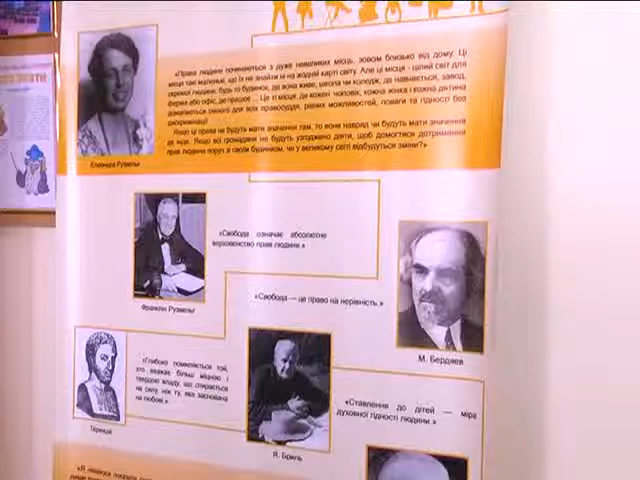 «Права людини починаються з дуже невеликих місць, зовсім близько від дому. Ці
місця такі маленькі, що їх не знайти ні на жодній карті світу. Але ці місця - цілий світ для
окремої людини: будь то будинок, де вона живе, школа чи коледж, де навчається, завод,
ферма або офіс, де працює ... Це ті місця, де кожен чоловік, кожна жінка і кожна дитина
домагаються рівного для всіх правосуддя, рівних можливостей, поваги та гідності без
дискримінації.
Якщо ці права не будуть мати значення там, то вони навряд чи будуть мати значення
де інде. Якщо всі громадяни не будуть узгоджено діяти, щоб домогтися дотримання
прав людини поруч зі своїм будинком, чи у великому світі відбудуться зміни?»
Елеонора Рузвельт
«Свобода означає абсолютне
верховенство прав людини.»
Франклін Рузвельт
«Свобода — це право на нерівність.»
М. Бердяєв
«Глибоко помиляється той,
хто вважає більш міцною і
твердою владу, що спирається
на силу, ніж ту, яка заснована
на любові.»
Теренцій
«Ставлення до дітей — міра
духовної гідності людини.»
Я. Бриль